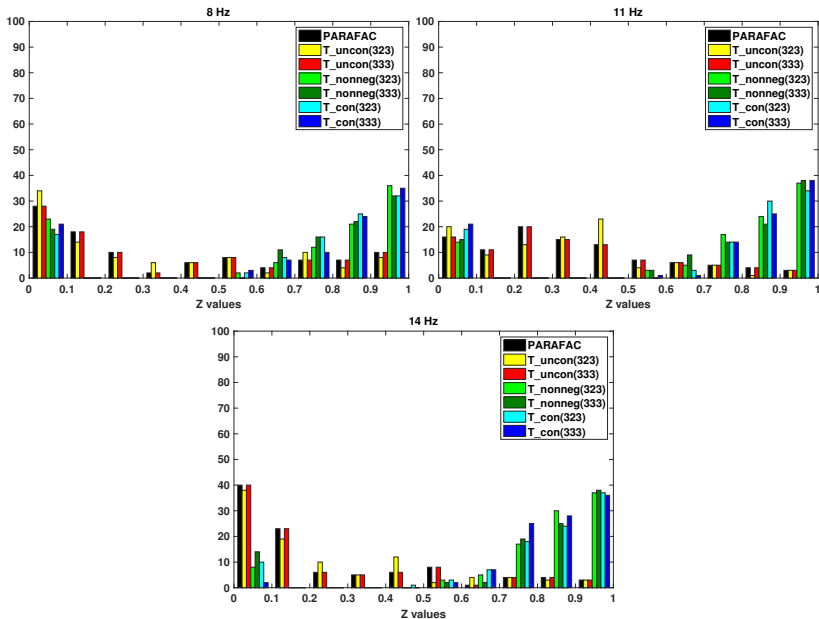 8 Hz
100
90
80
70
60
50
40
30
20
10
0
PARAFAC
T_uncon(323)
T_uncon(333)
T_nonneg(323)
T_nonneg(333)
T_con(323)
T_con(333)
0 0.1 0.2 0.3 0.4 0.5 0.6 0.7 0.8 0.9 1
Z values
11 Hz
100
90
80
70
60
50
40
30
20
10
0
PARAFAC
T_uncon(323)
T_uncon(333)
T_nonneg(323)
T_nonneg(333)
T_con(323)
T_con(333)
0 0.1 0.2 0.3 0.4 0.5 0.6 0.7 0.8 0.9 1
Z values
14 Hz
100
90
80
70
60
50
40
30
20
10
0
PARAFAC
T_uncon(323)
T_uncon(333)
T_nonneg(323)
T_nonneg(333)
T_con(323)
T_con(333)
0 0.1 0.2 0.3 0.4 0.5 0.6 0.7 0.8 0.9 1
Z values